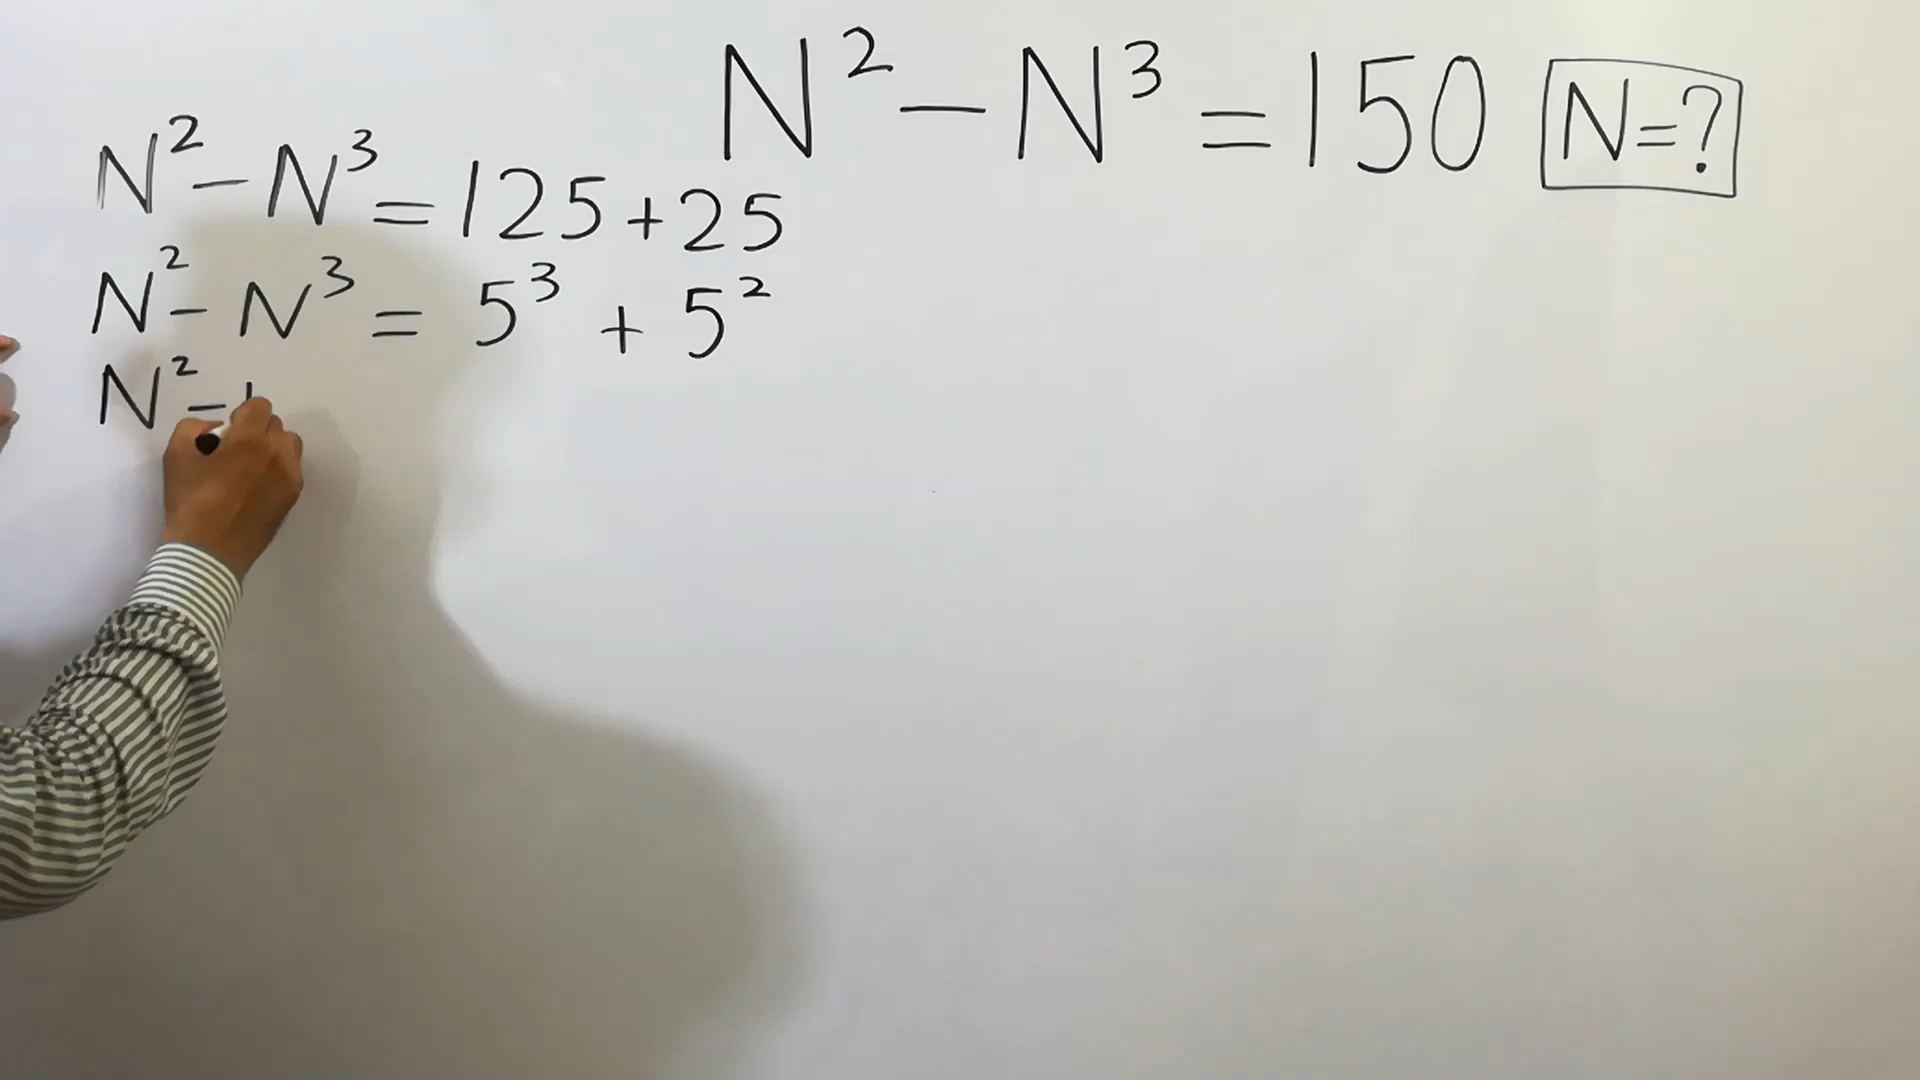 N² − N³ = 150 N=?
N² − N³ = 125 + 25
N² − N³ = 5³ + 5²
N² −